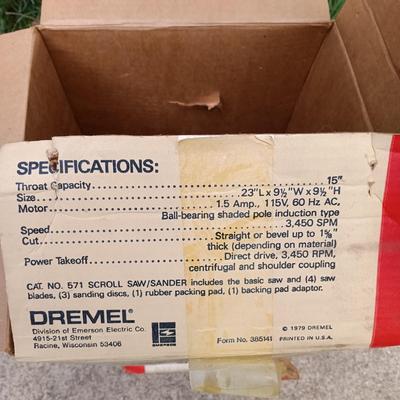 SPECIFICATIONS:
Throat Capacity..........15"
Size..........23"L x 9½"W x 9½"H
Motor..........1.5 Amp., 115V, 60 Hz AC,
Ball-bearing shaded pole induction type
Speed..........3,450 SPM
Cut..........Straight or bevel up to 1⅝"
thick (depending on material)
Power Takeoff..........Direct drive, 3,450 RPM,
centrifugal and shoulder coupling
CAT. NO. 571 SCROLL SAW/SANDER includes the basic saw and (4) saw
blades, (3) sanding discs, (1) rubber packing pad, (1) backing pad adaptor.
DREMEL®
Division of Emerson Electric Co.
4915-21st Street
Racine, Wisconsin 53406
EMERSON
Form No. 385141
© 1979 DREMEL
PRINTED IN U.S.A.